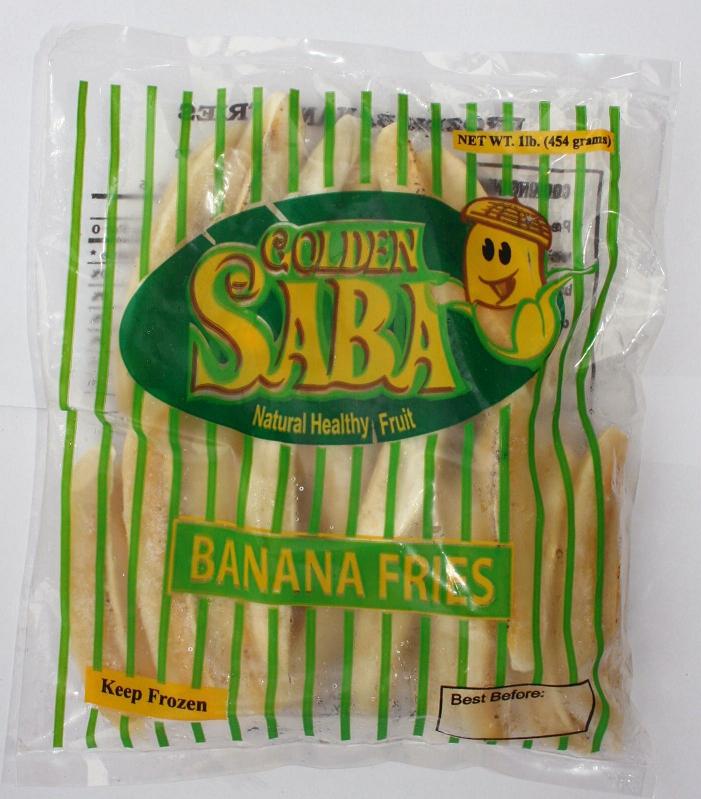 NET WT. 1lb. (454 grams)
GOLDEN
SABA
Natural Healthy Fruit
BANANA FRIES
Keep Frozen
Best Before: